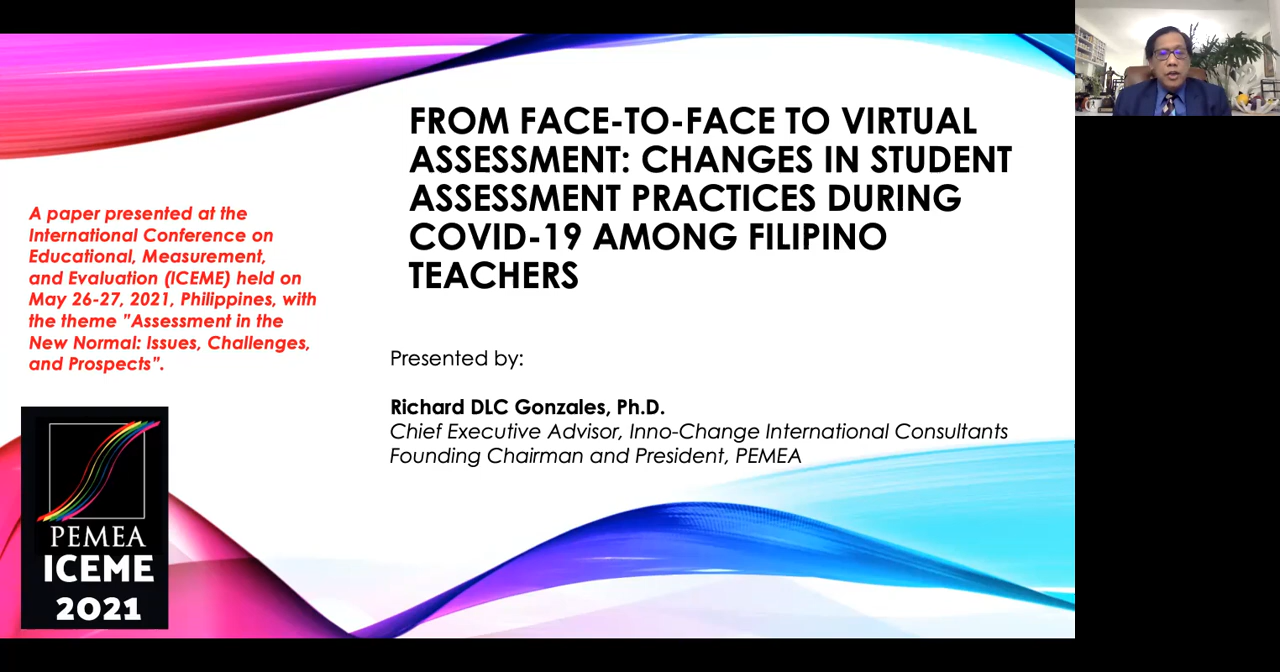 FROM FACE-TO-FACE TO VIRTUAL
ASSESSMENT: CHANGES IN STUDENT
ASSESSMENT PRACTICES DURING
COVID-19 AMONG FILIPINO
TEACHERS
A paper presented at the
International Conference on
Educational, Measurement,
and Evaluation (ICEME) held on
May 26-27, 2021, Philippines, with
the theme "Assessment in the
New Normal: Issues, Challenges,
and Prospects".
Presented by:
Richard DLC Gonzales, Ph.D.
Chief Executive Advisor, Inno-Change International Consultants
Founding Chairman and President, PEMEA
PEMEA
ICEME
2021